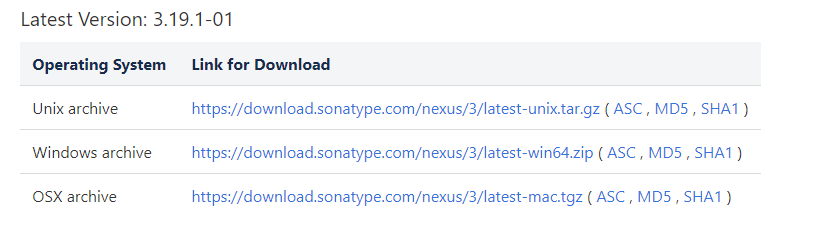 Latest Version: 3.19.1-01
Operating System Link for Download
Unix archive https://download.sonatype.com/nexus/3/latest-unix.tar.gz ( ASC , MD5 , SHA1 )
Windows archive https://download.sonatype.com/nexus/3/latest-win64.zip ( ASC , MD5 , SHA1 )
OSX archive https://download.sonatype.com/nexus/3/latest-mac.tgz ( ASC , MD5 , SHA1 )